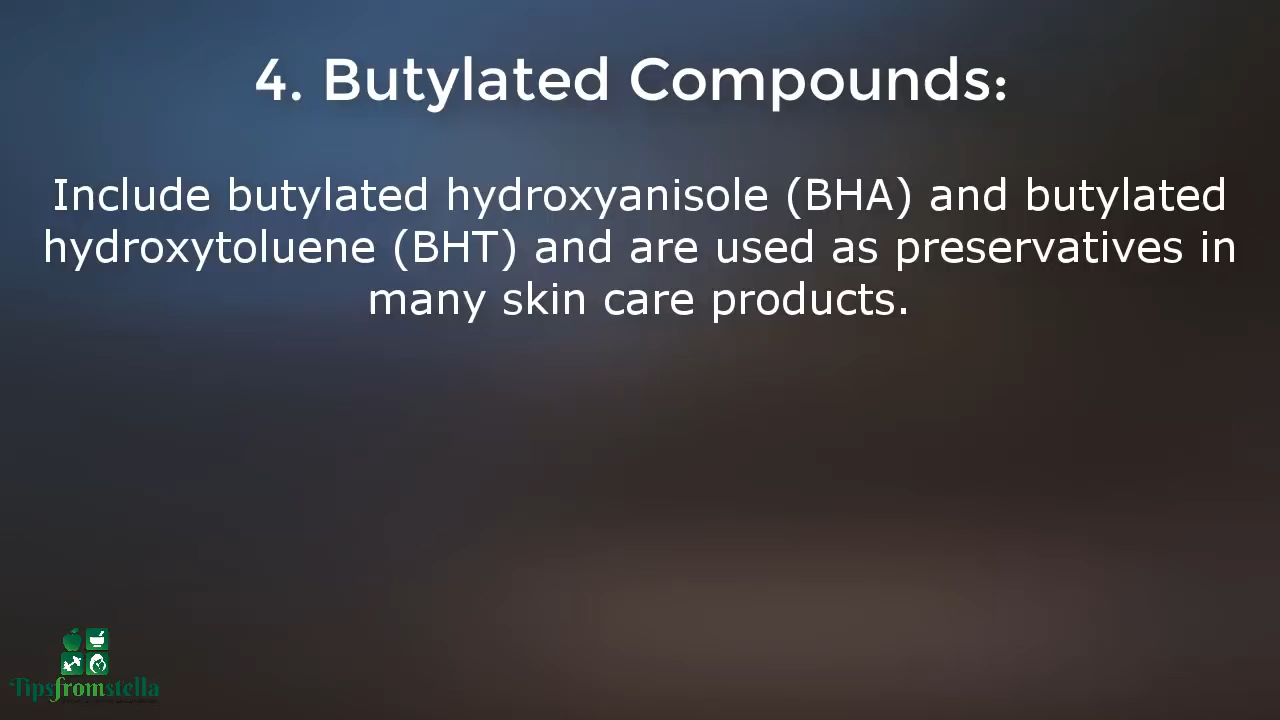 4. Butylated Compounds:
Include butylated hydroxyanisole (BHA) and butylated
hydroxytoluene (BHT) and are used as preservatives in
many skin care products.
Tipsfromstella